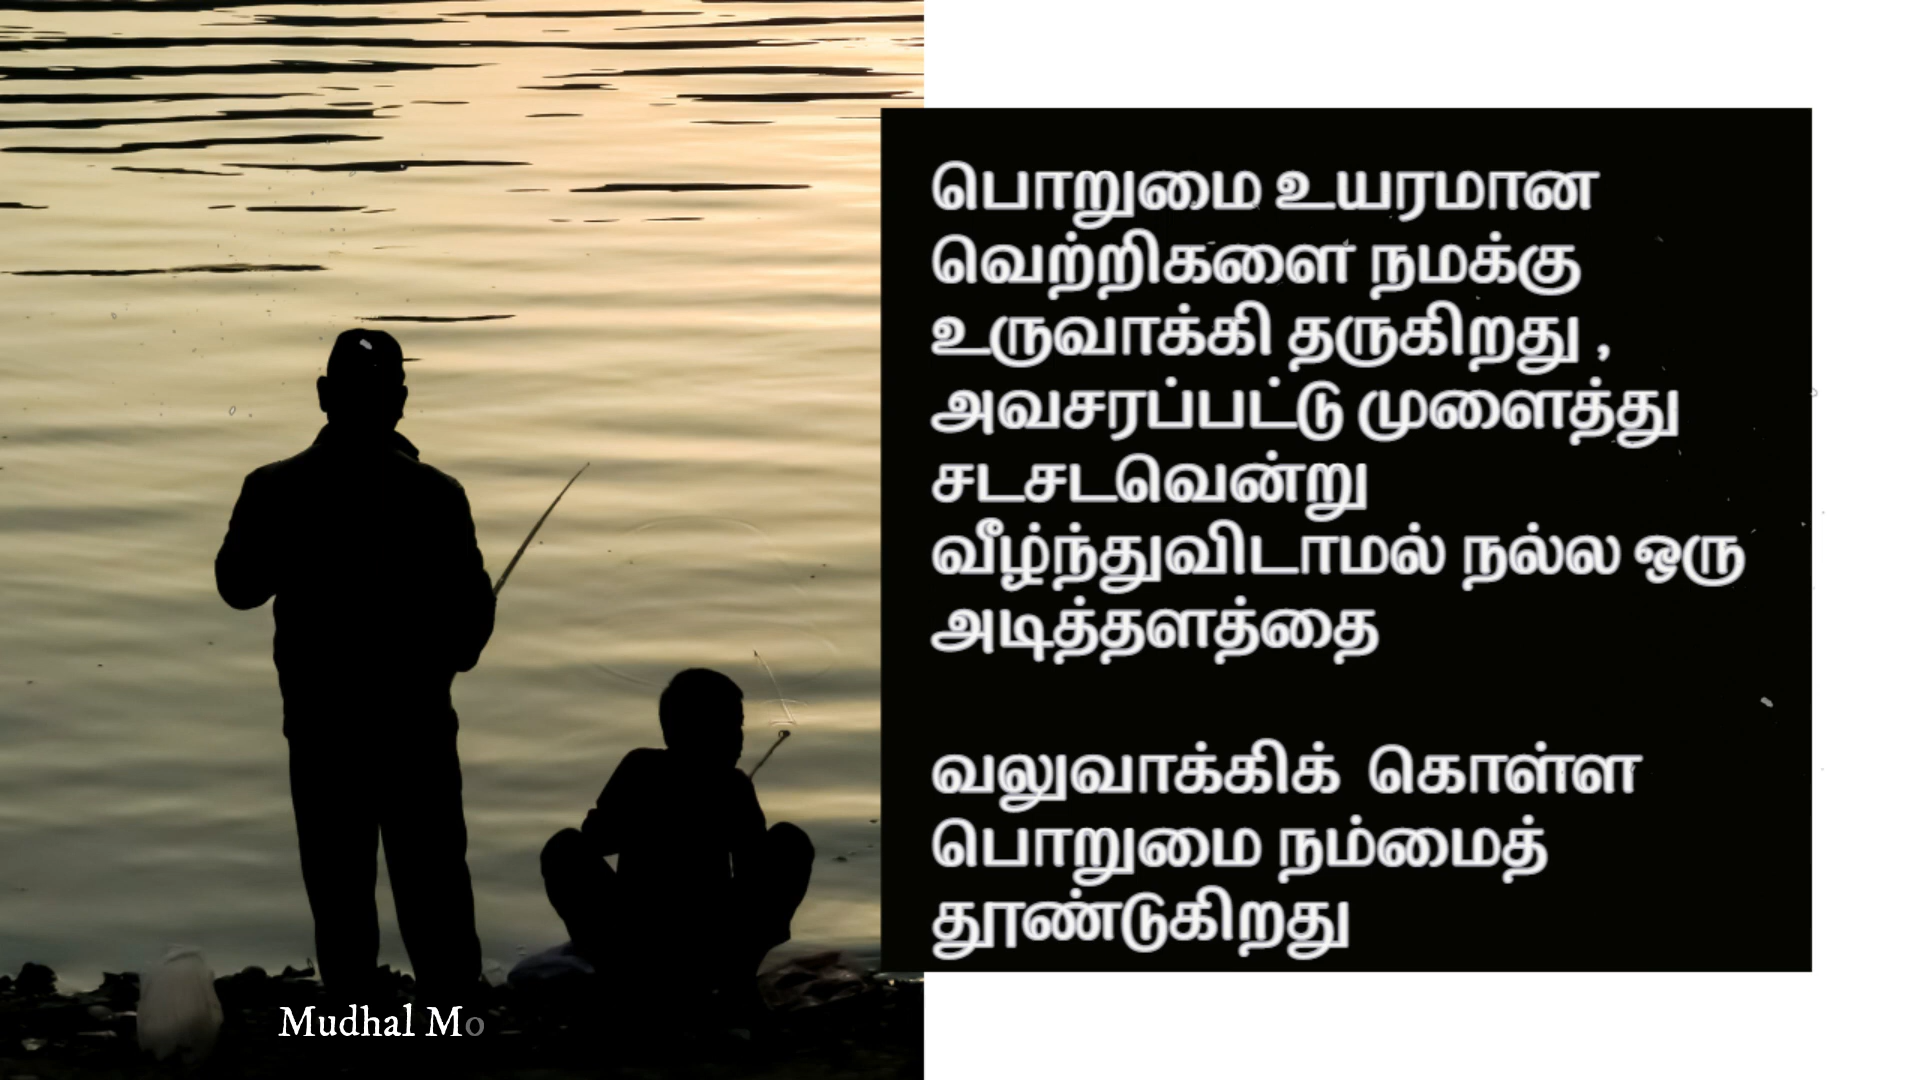 பொறுமை உயரமான
வெற்றிகளை நமக்கு
உருவாக்கி தருகிறது ,
அவசரப்பட்டு முளைத்து
சடசடவென்று
வீழ்ந்துவிடாமல் நல்ல ஒரு
அடித்தளத்தை
வலுவாக்கிக் கொள்ள
பொறுமை நம்மைத்
தூண்டுகிறது
Mudhal Mo